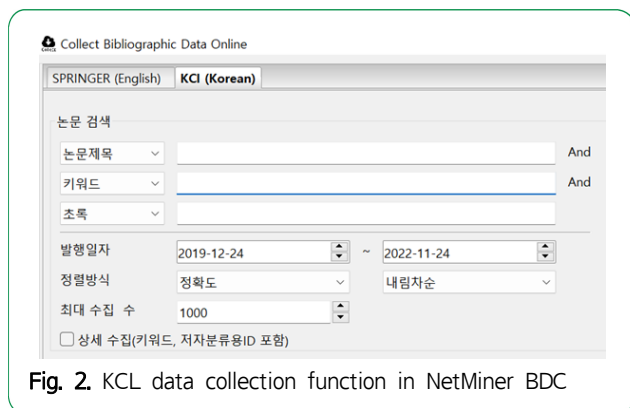 Collect Bibliographic Data Online
SPRINGER (English) KCI (Korean)
논문 검색
논문제목 And
키워드 And
초록
발행일자 2019-12-24 ~ 2022-11-24
정렬방식 정확도 내림차순
최대 수집 수 1000
상세 수집(키워드, 저자분류용ID 포함)
Fig. 2. KCL data collection function in NetMiner BDC